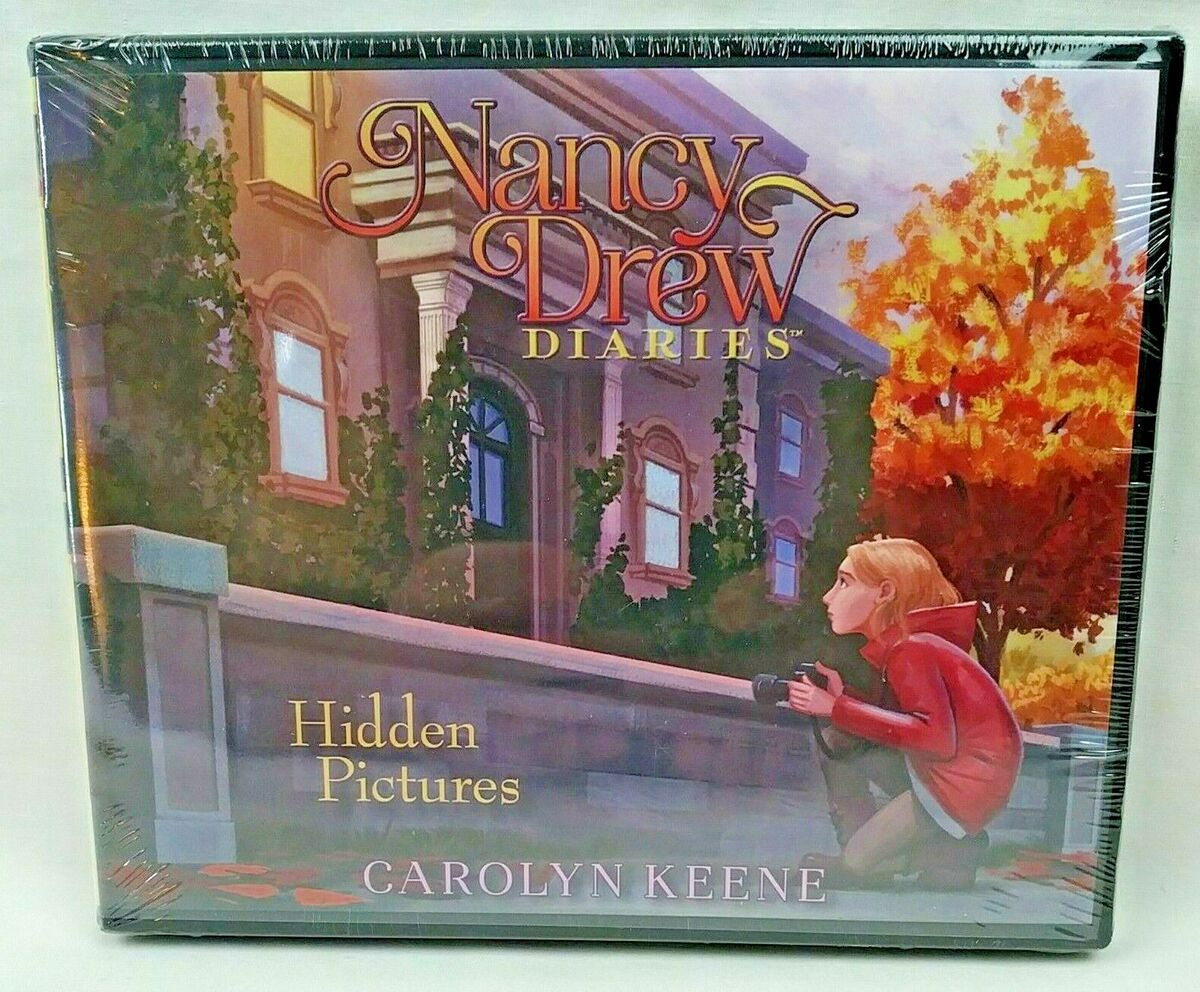 Nancy
Drew
DIARIES™
Hidden
Pictures
CAROLYN KEENE